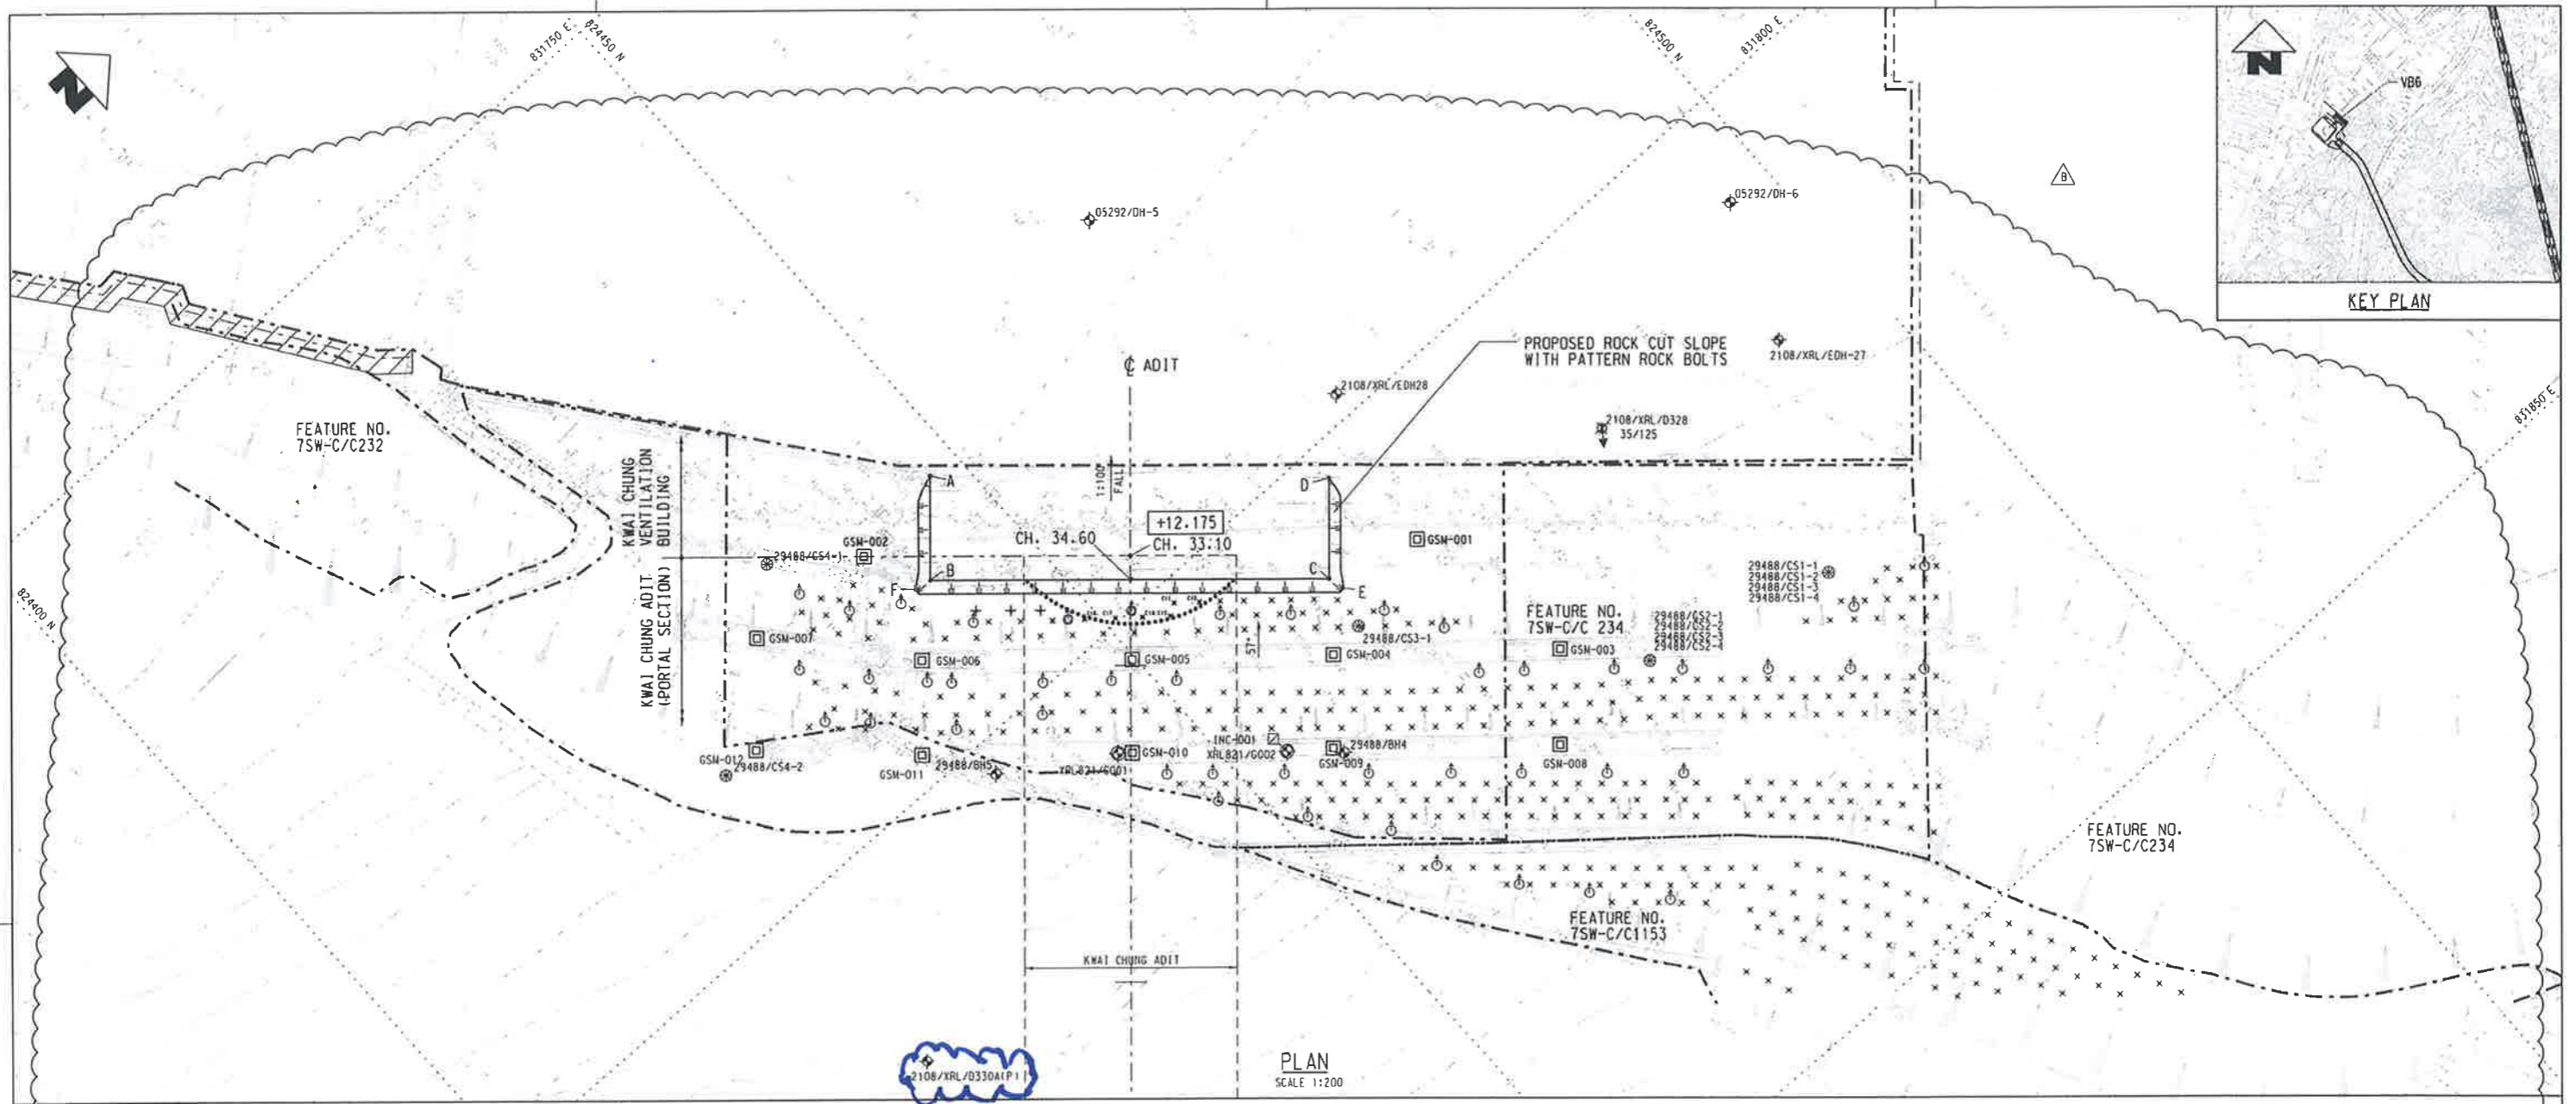 831750 E
824450 N
824500 N
831800 E
N
N
VB6
KEY PLAN
B
05292/DH-5
05292/DH-6
PROPOSED ROCK CUT SLOPE
WITH PATTERN ROCK BOLTS
2108/XRL/EDH-27
℄ ADIT
2108/XRL/EDH28
831850 E
2108/XRL/D328
35/125
FEATURE NO.
7SW-C/C232
KWAI CHUNG
VENTILATION
BUILDING
1:100
FALL
A
D
+12.175
CH. 34.60
CH. 33.10
GSM-002
GSM-001
29488/CS4-1
B
C
F
E
824400 N
29488/CS1-1
29488/CS1-2
29488/CS1-3
29488/CS1-4
KWAI CHUNG ADIT
(PORTAL SECTION)
FEATURE NO.
7SW-C/C 234
29488/CS2-1
29488/CS2-2
29488/CS2-3
29488/CS2-4
29488/CS3-1
57
GSM-007
GSM-006
GSM-005
GSM-004
GSM-003
INC-001
XRL821/G002
29488/BH4
GSM-012
29488/CS4-2
GSM-011
29488/BH5
XRL821/G001
GSM-010
GSM-009
GSM-008
FEATURE NO.
7SW-C/C234
FEATURE NO.
7SW-C/C1153
KWAI CHUNG ADIT
2108/XRL/D330A(P)
PLAN
SCALE 1:200